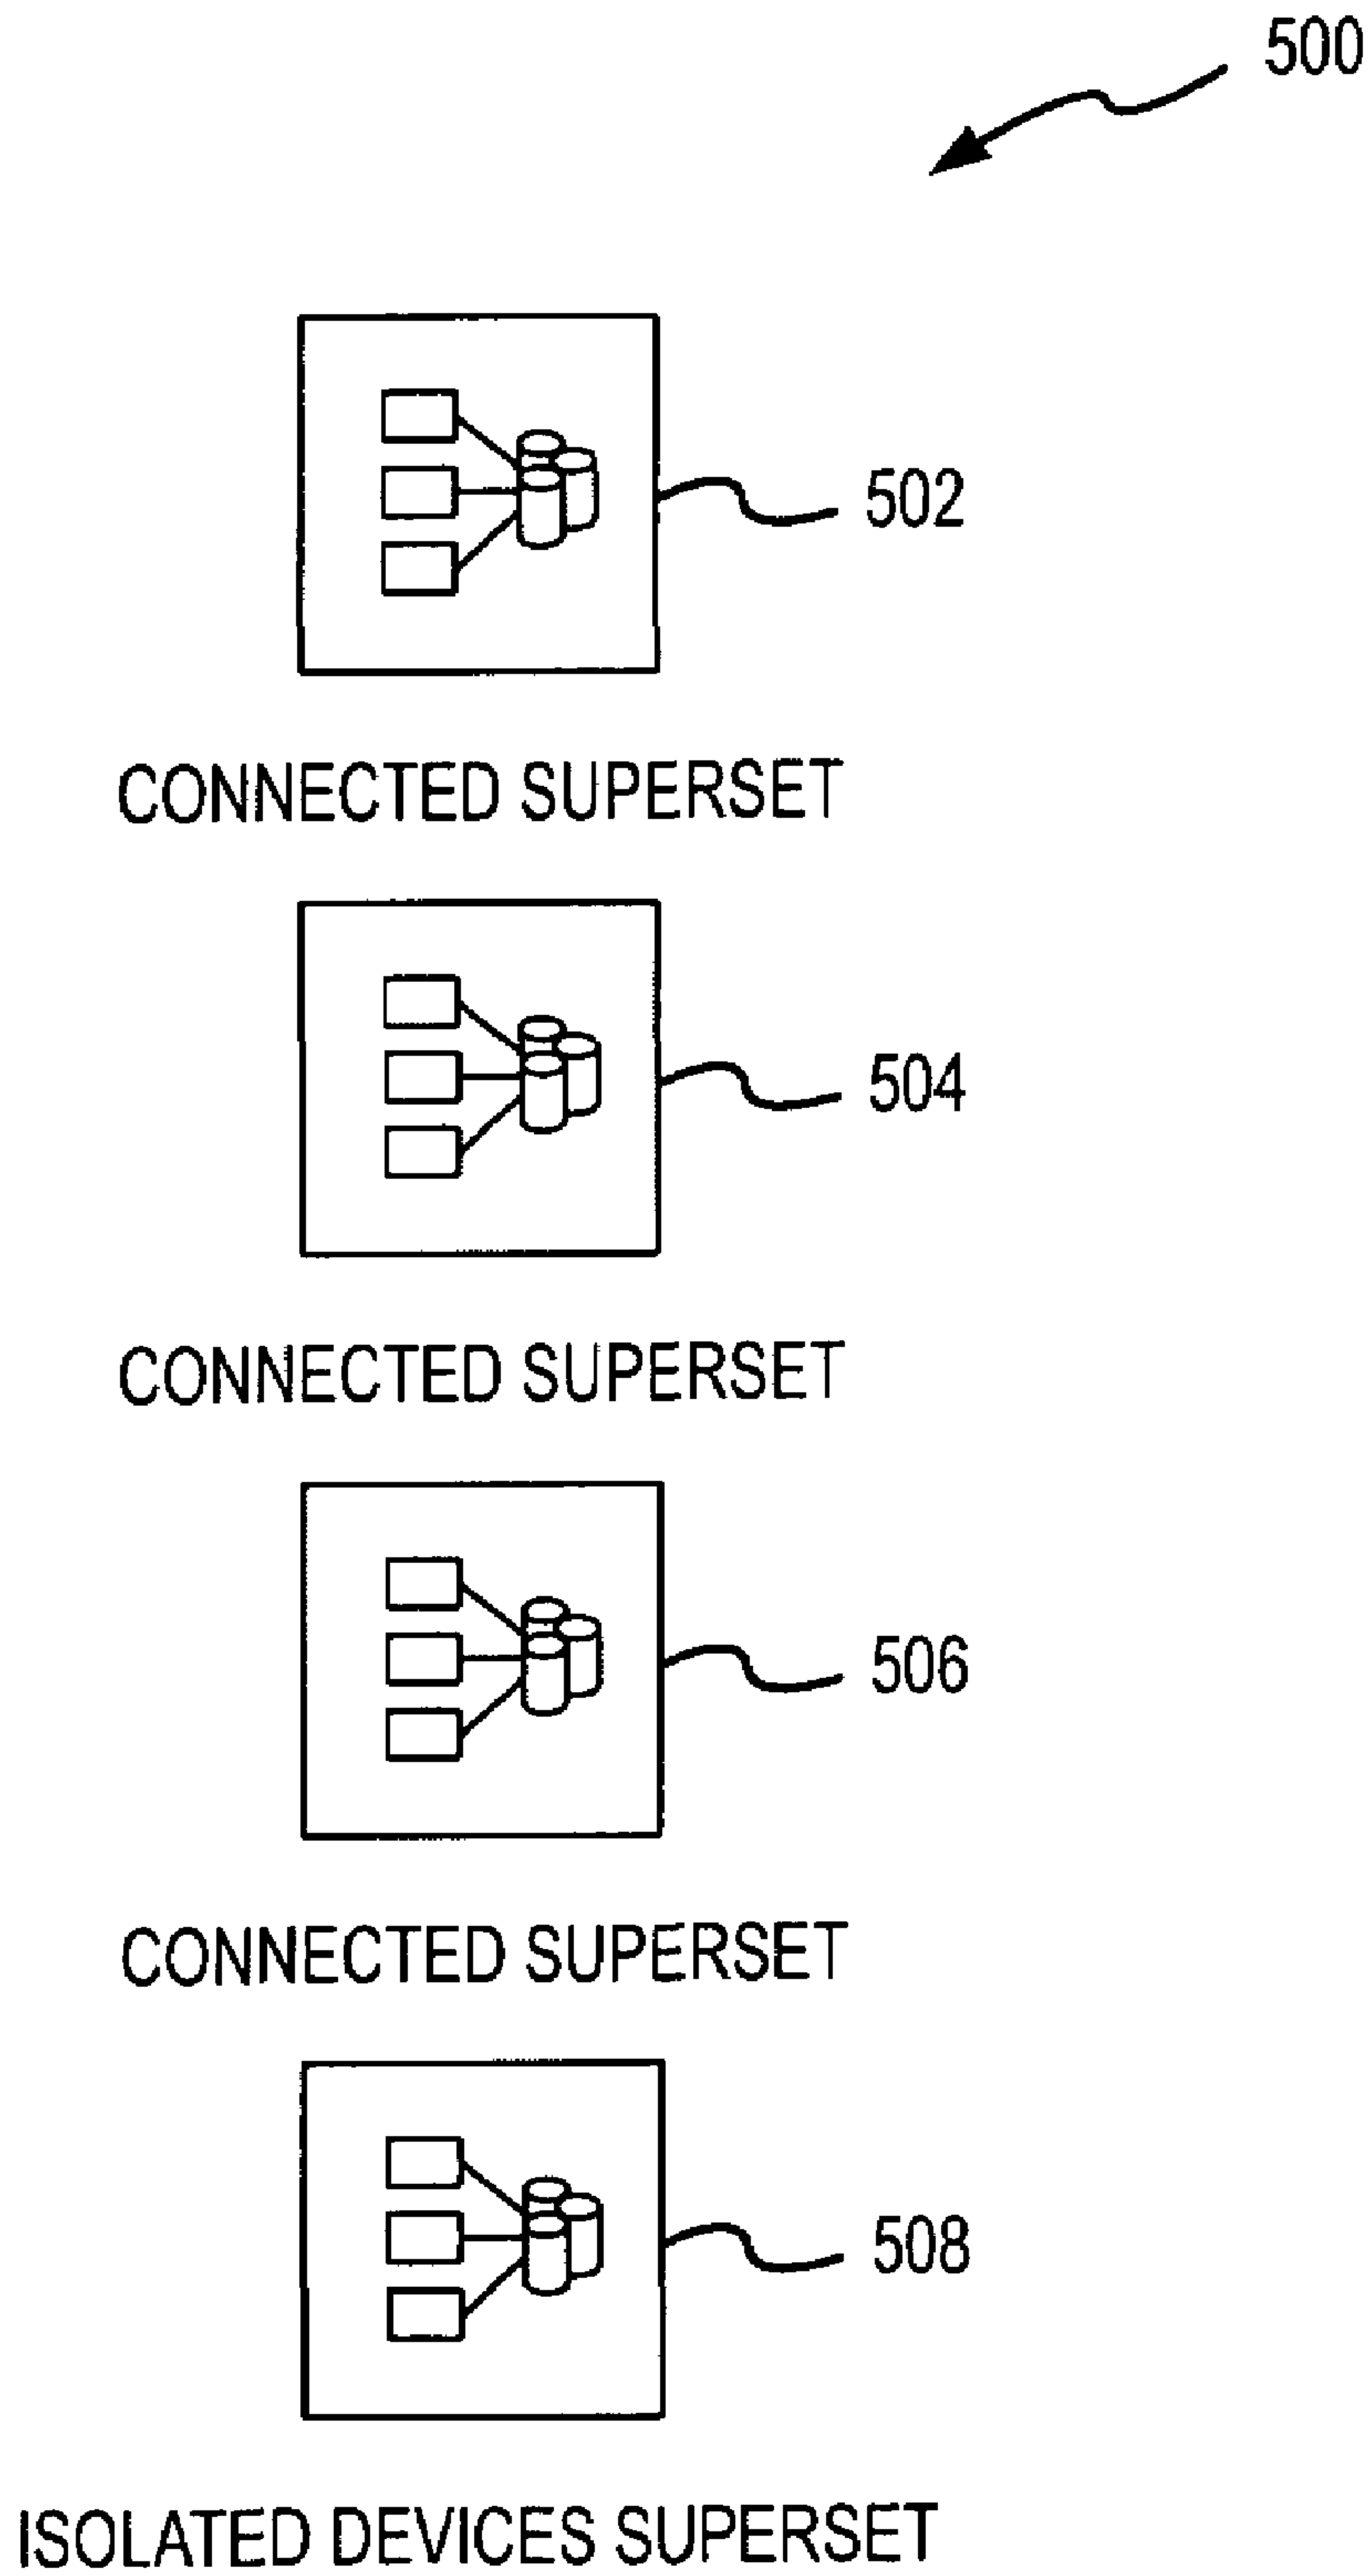 500
502
CONNECTED SUPERSET
504
CONNECTED SUPERSET
506
CONNECTED SUPERSET
508
ISOLATED DEVICES SUPERSET